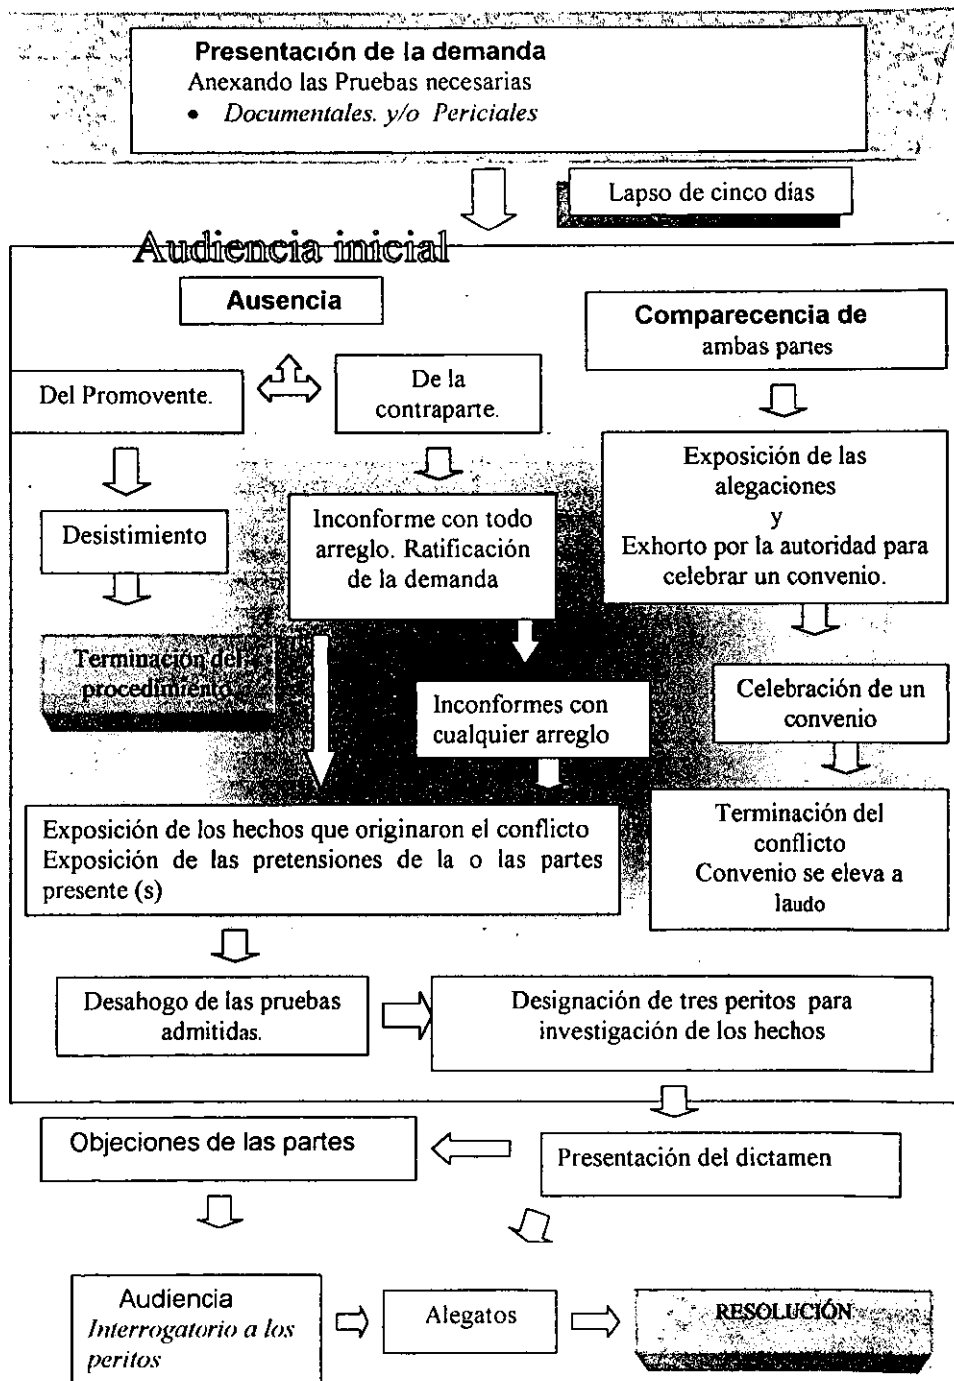 Presentación de la demanda
Anexando las Pruebas necesarias
• Documentales. y/o Periciales
Lapso de cinco días
Audiencia inicial
Ausencia
Comparecencia de
ambas partes
Del Promovente.
De la
contraparte.
Exposición de las
alegaciones
y
Exhorto por la autoridad para
celebrar un convenio.
Desistimiento
Inconforme con todo
arreglo. Ratificación
de la demanda
Terminación del
procedimiento.
Inconformes con
cualquier arreglo
Celebración de un
convenio
Exposición de los hechos que originaron el conflicto
Exposición de las pretensiones de la o las partes
presente (s)
Terminación del
conflicto
Convenio se eleva a
laudo
Desahogo de las pruebas
admitidas.
Designación de tres peritos para
investigación de los hechos
Objeciones de las partes
Presentación del dictamen
Audiencia
Interrogatorio a los
peritos
Alegatos
RESOLUCIÓN